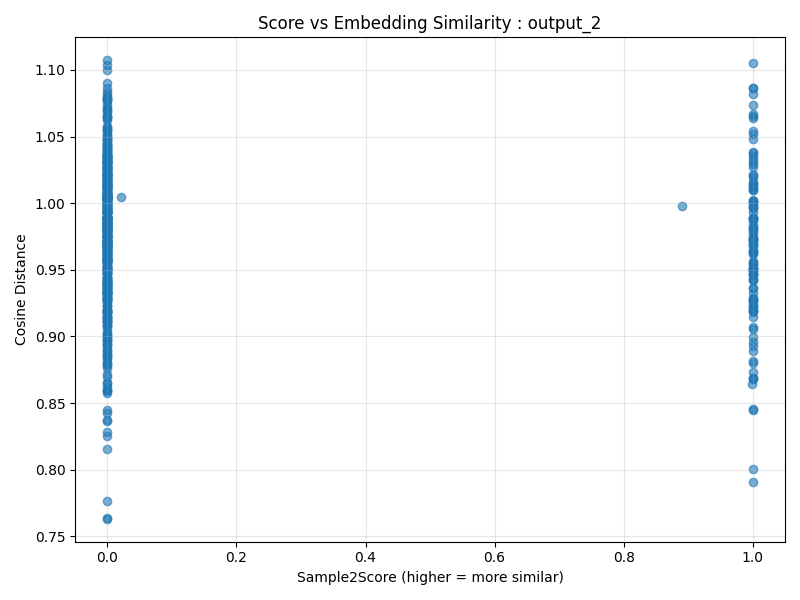 Score vs Embedding Similarity : output_2
Cosine Distance
1.10
1.05
1.00
0.95
0.90
0.85
0.80
0.75
0.0 0.2 0.4 0.6 0.8 1.0
Sample2Score (higher = more similar)